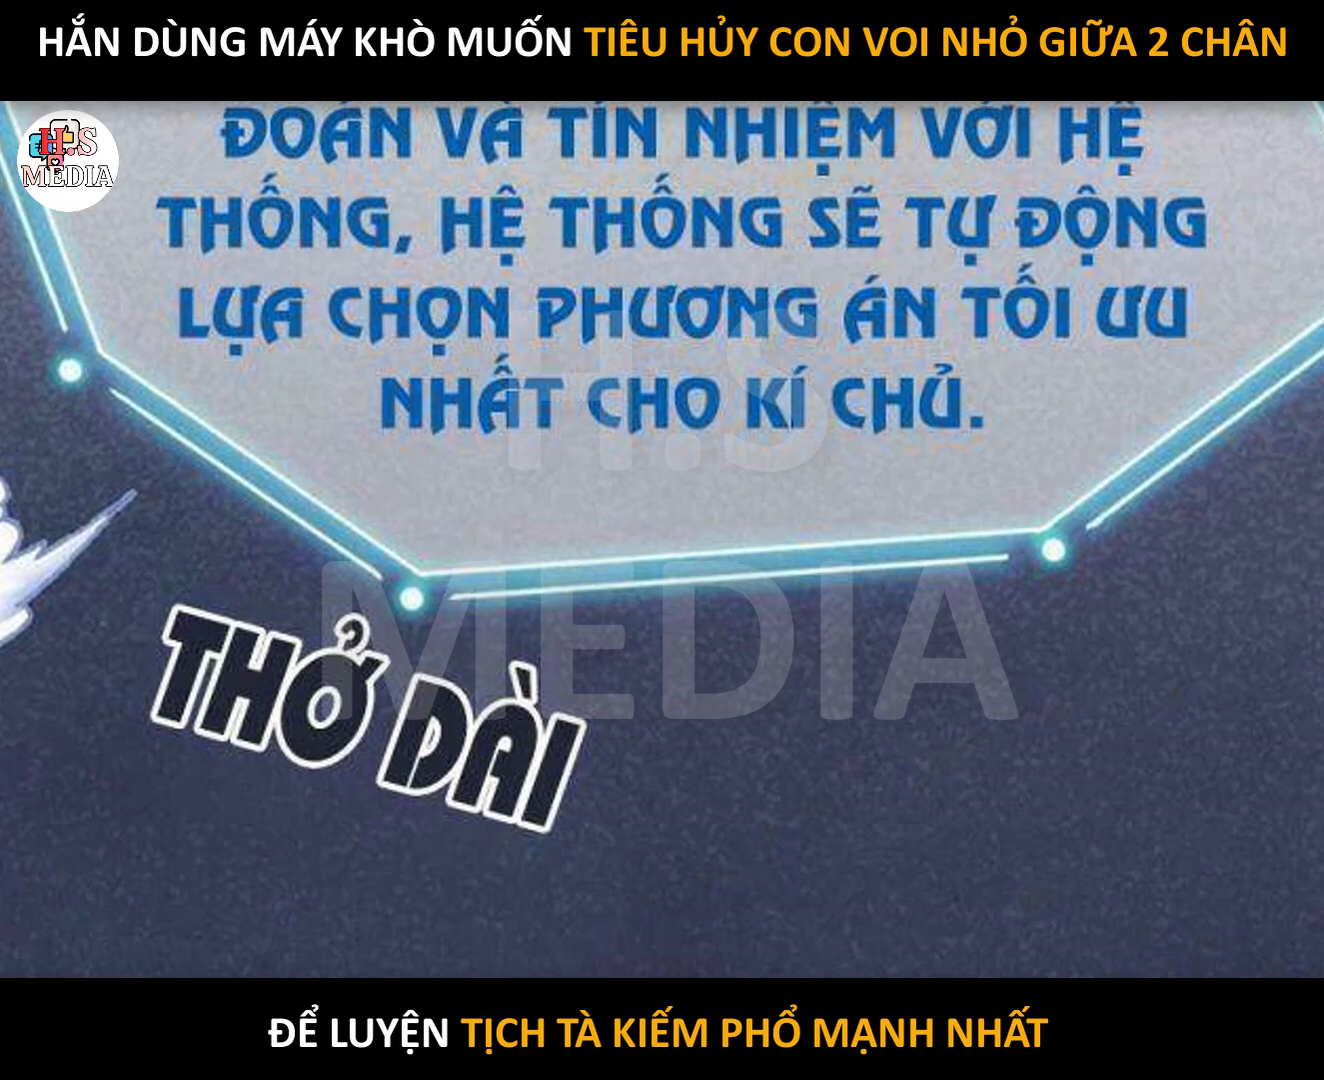 HẮN DÙNG MÁY KHÒ MUỐN TIÊU HỦY CON VOI NHỎ GIỮA 2 CHÂN
H.S
MEDIA
ĐOÁN VÀ TÍN NHIỆM VỚI HỆ
THỐNG, HỆ THỐNG SẼ TỰ ĐỘNG
LỰA CHỌN PHƯƠNG ÁN TỐI ƯU
NHẤT CHO KÍ CHỦ.
H.S
MEDIA
THỞ DÀI
ĐỂ LUYỆN TỊCH TÀ KIẾM PHỔ MẠNH NHẤT